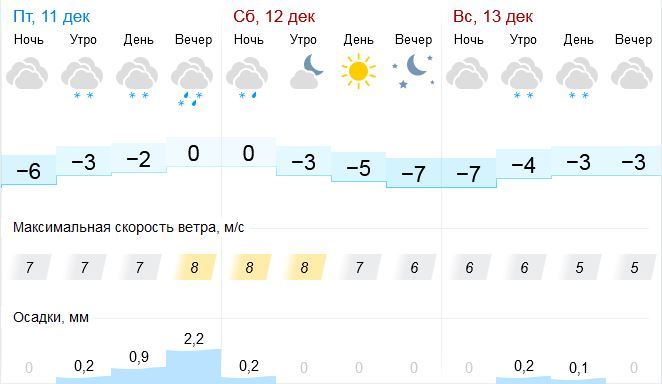 Пт, 11 дек Сб, 12 дек Вс, 13 дек
Ночь Утро День Вечер Ночь Утро День Вечер Ночь Утро День Вечер
−6 −3 −2 0 0 −3 −5 −7 −7 −4 −3 −3
Максимальная скорость ветра, м/с
7 7 7 8 8 8 7 6 6 6 5 5
Осадки, мм
0 0,2 0,9 2,2 0,2 0 0 0 0 0,2 0,1 0